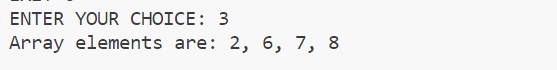 ENTER YOUR CHOICE: 3
Array elements are: 2, 6, 7, 8